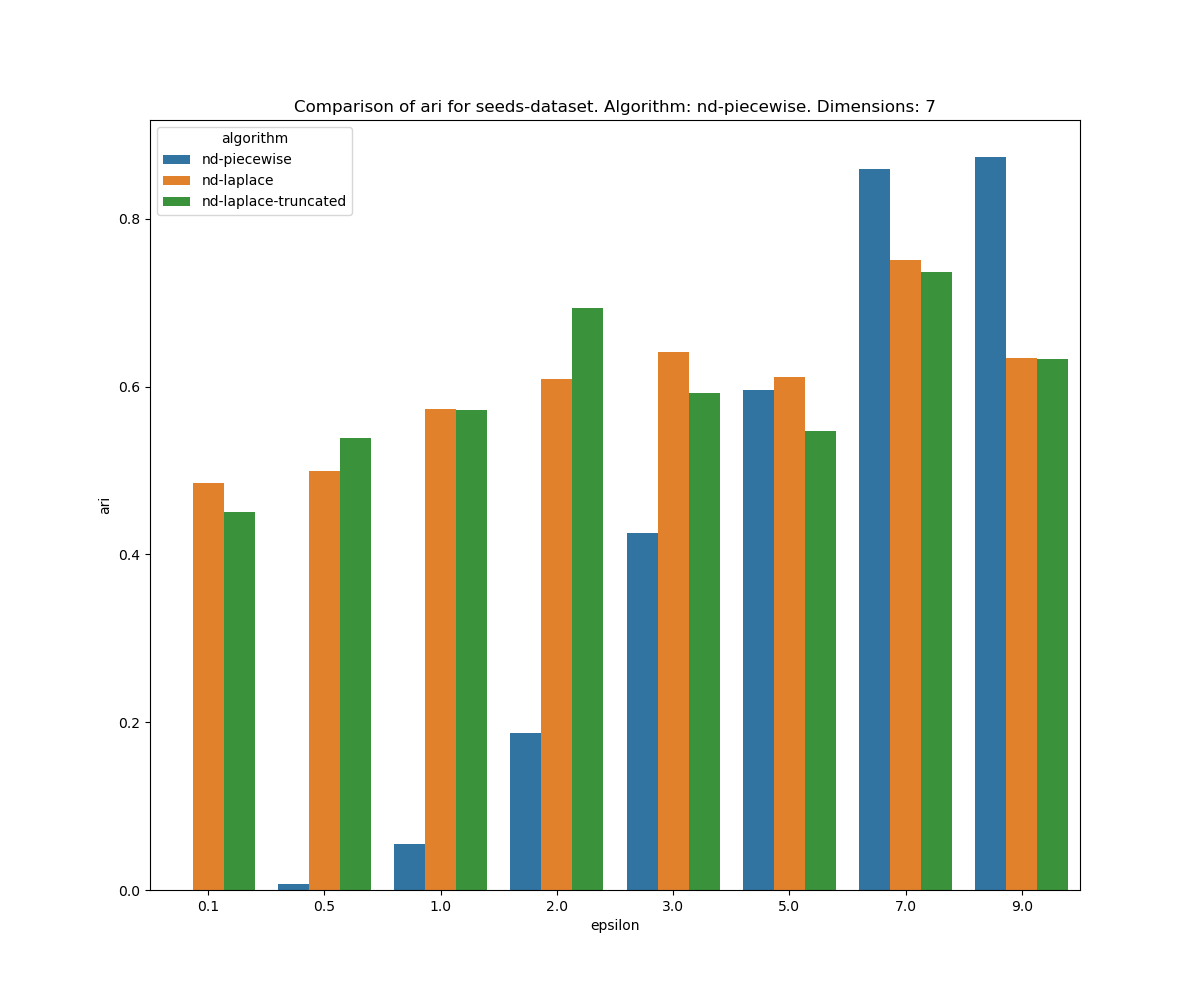 Comparison of ari for seeds-dataset. Algorithm: nd-piecewise. Dimensions: 7
algorithm
nd-piecewise
nd-laplace
nd-laplace-truncated
0.8
0.6
0.4
0.2
0.0
ari
0.1 0.5 1.0 2.0 3.0 5.0 7.0 9.0
epsilon